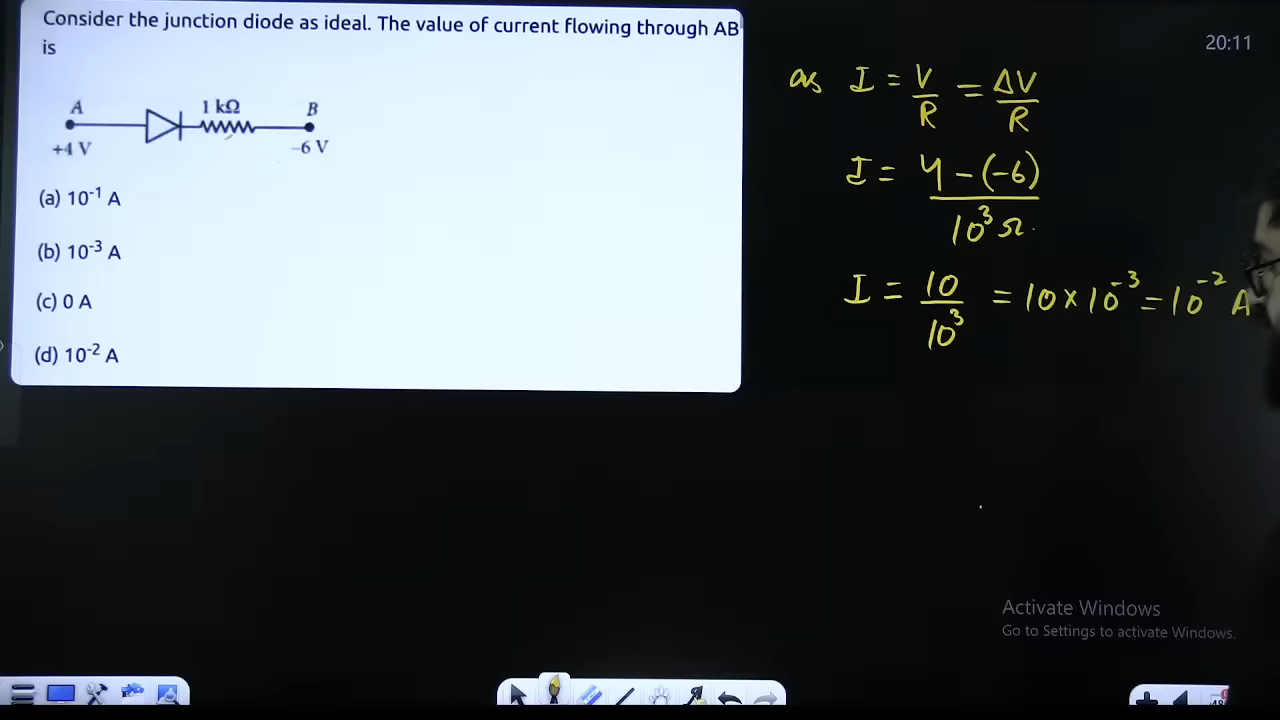 Consider the junction diode as ideal. The value of current flowing through AB
is
A 1 kΩ B
+4 V –6 V
(a) 10⁻¹ A
(b) 10⁻³ A
(c) 0 A
(d) 10⁻² A
20:11
as I = V/R = ΔV/R
I = 4 – (–6) / 10³ Ω.
I = 10/10³ = 10 × 10⁻³ = 10⁻² A
Activate Windows
Go to Settings to activate Windows.